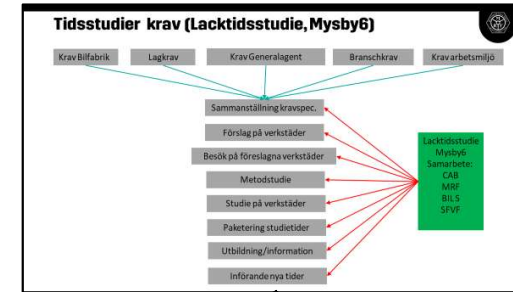 Tidsstudier krav (Lacktidsstudie, Mysby6)
Krav Bilfabrik
Lagkrav
Krav Generalagent
Branschkrav
Krav arbetsmiljö
Sammanställning kravspec.
Förslag på verkstäder
Besök på föreslagna verkstäder
Metodstudie
Studie på verkstäder
Paketering studietider
Utbildning/information
Införande nya tider
Lacktidsstudie
Mysby6
Samarbete:
CAB
MRF
BIL S
SFVF